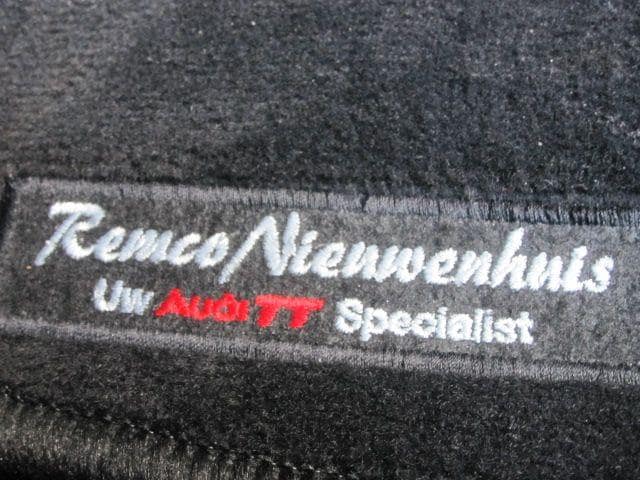 Remco Nieuwenhuis
Uw Audi TT Specialist